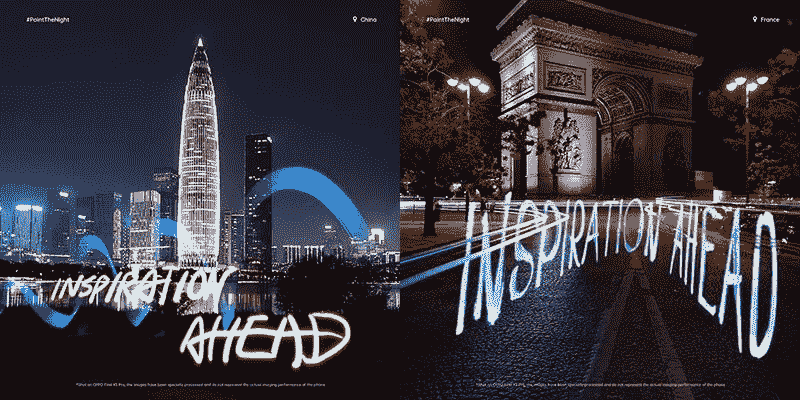 #PaintTheNight
China
INSPIRATION
AHEAD
*Shot on OPPO Find X5 Pro, the images have been specially processed and do not represent the actual imaging performance of the phone
#PaintTheNight
France
INSPIRATION AHEAD
*Shot on OPPO Find X5 Pro, the images have been specially processed and do not represent the actual imaging performance of the phone